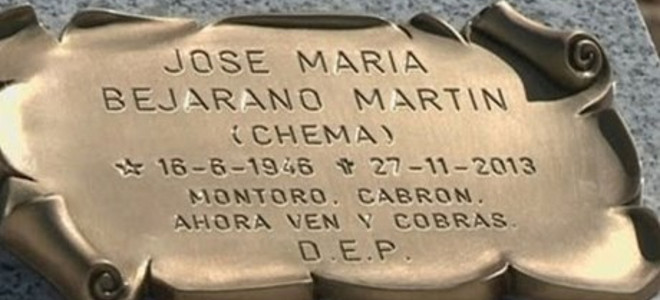 JOSE MARIA
BEJARANO MARTIN
(CHEMA)
☆ 16-6-1946 ✞ 27-11-2013
MONTORO. CABRON.
AHORA VEN Y COBRAS.
D.E.P.